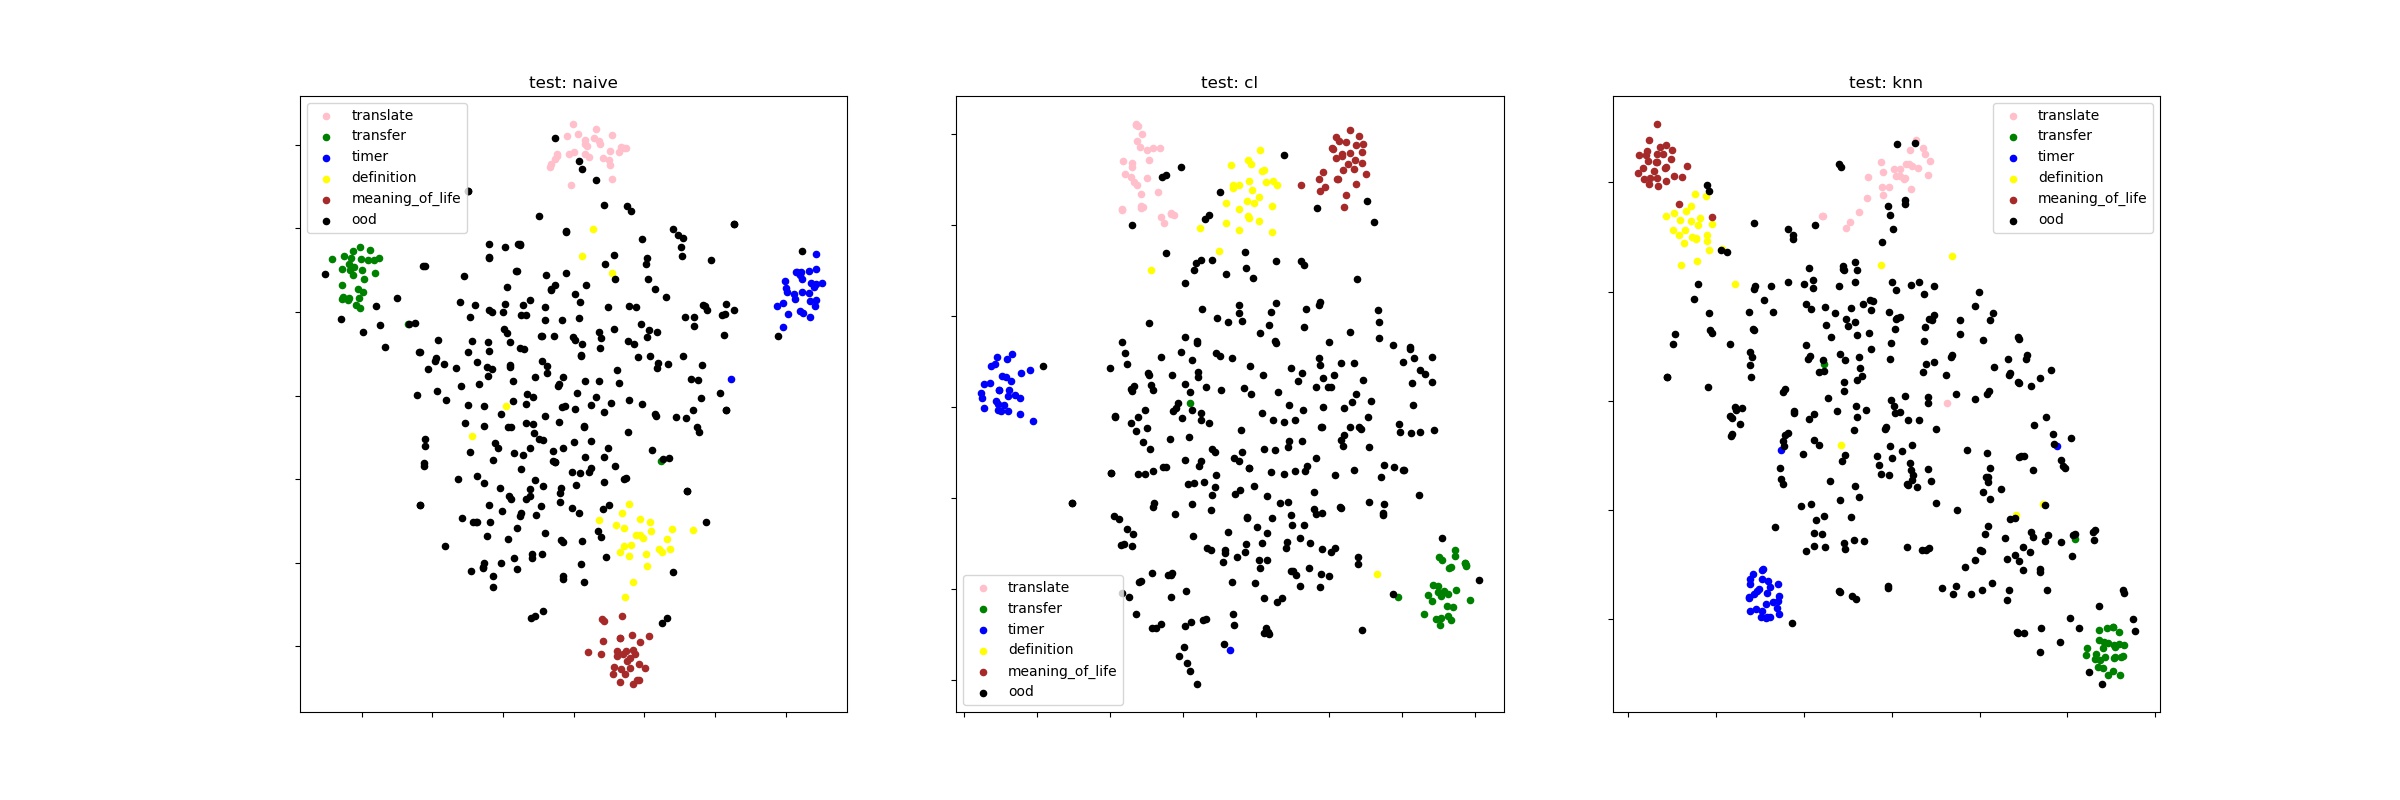 test: naive
translate
transfer
timer
definition
meaning_of_life
ood
test: cl
translate
transfer
timer
definition
meaning_of_life
ood
test: knn
translate
transfer
timer
definition
meaning_of_life
ood